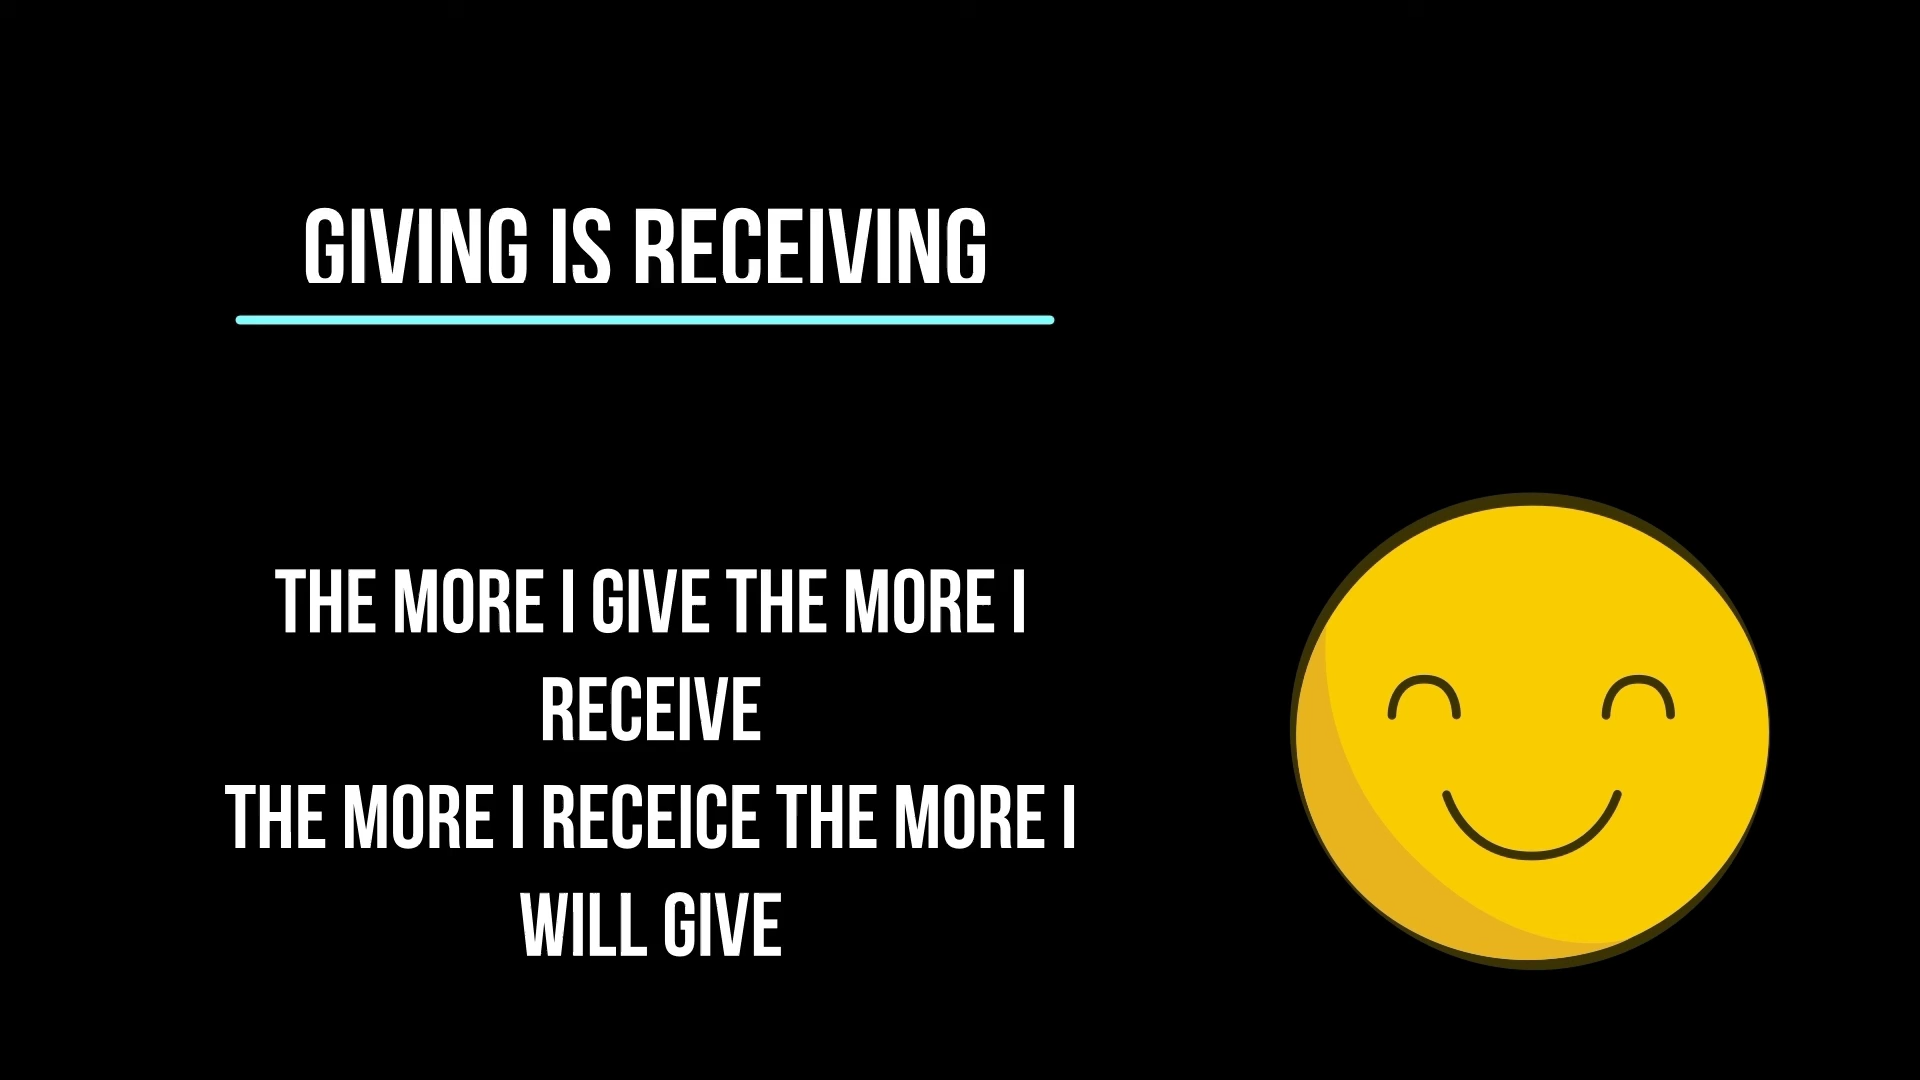 GIVING IS RECEIVING
THE MORE I GIVE THE MORE I
RECEIVE
THE MORE I RECEICE THE MORE I
WILL GIVE